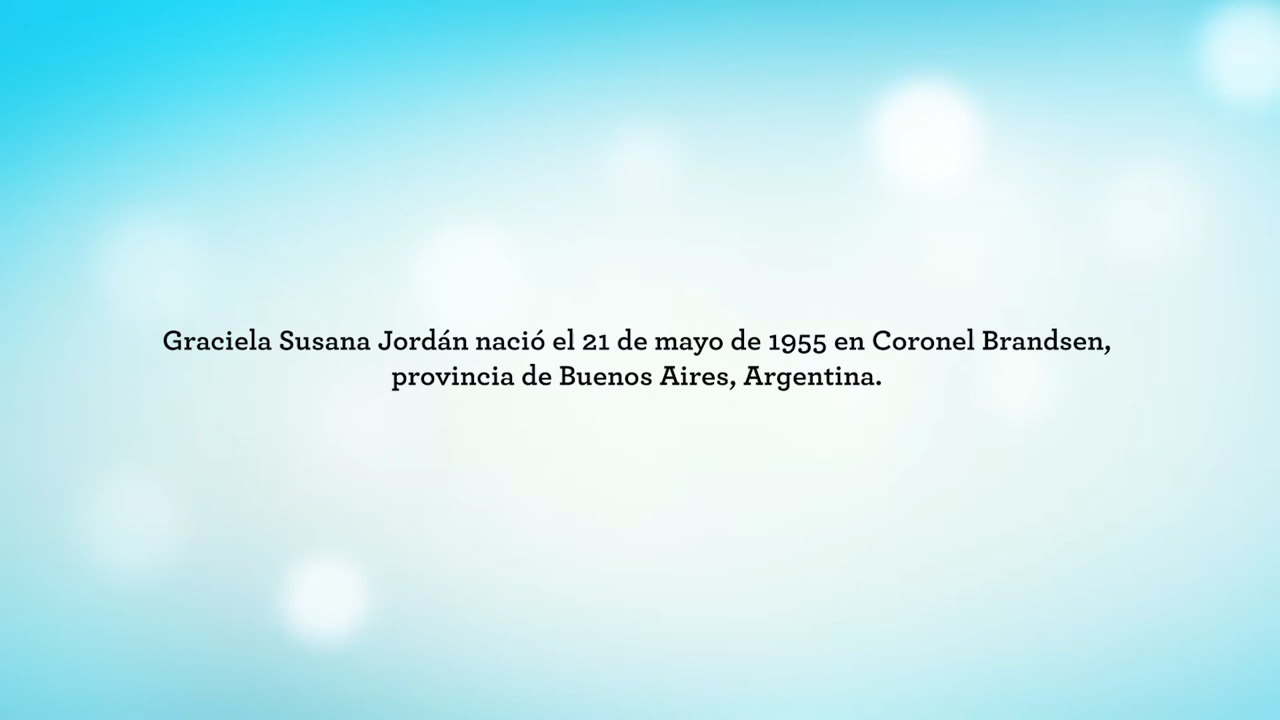 Graciela Susana Jordán nació el 21 de mayo de 1955 en Coronel Brandsen,
provincia de Buenos Aires, Argentina.